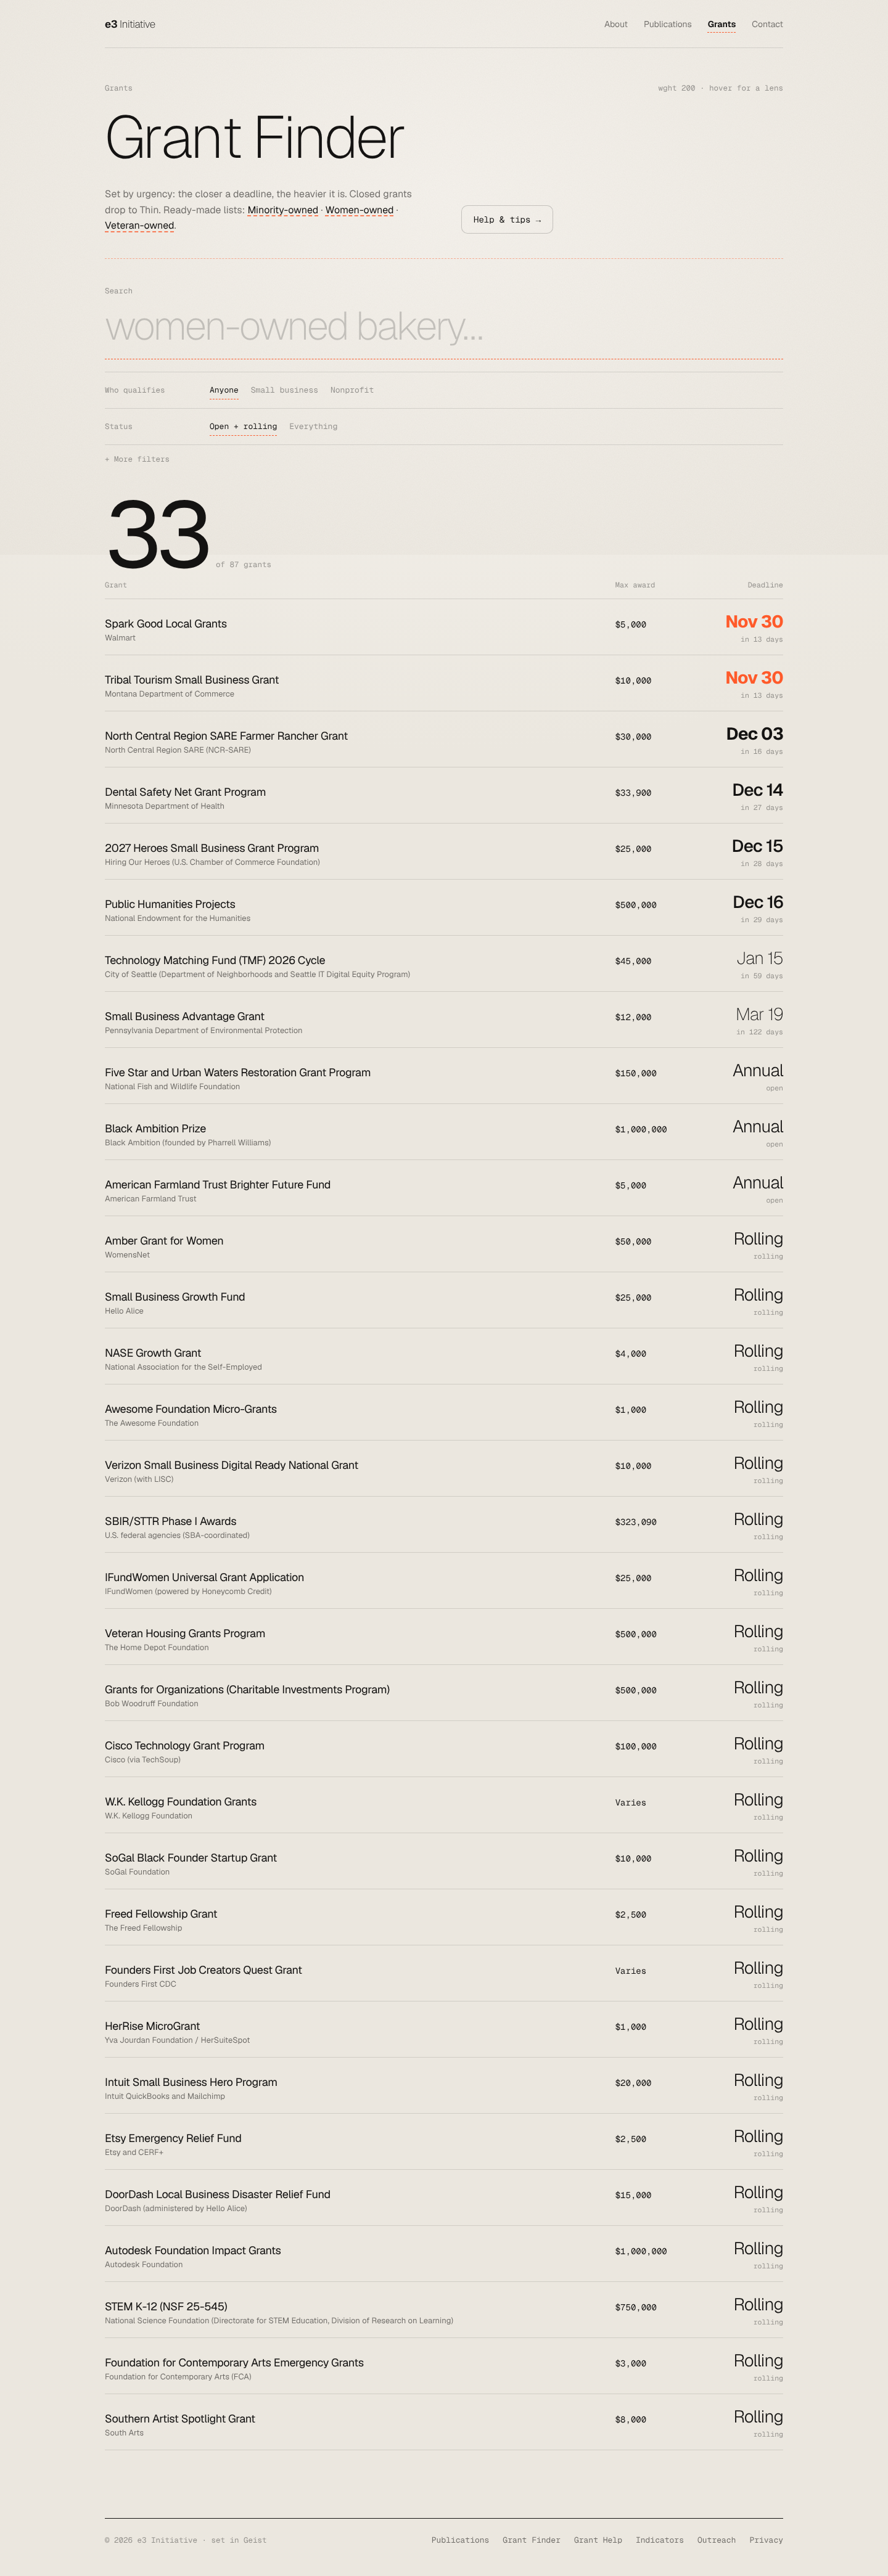 e3 Initiative
About Publications Grants Contact
Grants
wght 200 · hover for a lens
Grant Finder
Set by urgency: the closer a deadline, the heavier it is. Closed grants
drop to Thin. Ready-made lists: Minority-owned · Women-owned ·
Veteran-owned.
Help & tips →
Search
women-owned bakery...
Who qualifies Anyone Small business Nonprofit
Status Open + rolling Everything
+ More filters
33 of 87 grants
Grant Max award Deadline
Spark Good Local Grants $5,000 Nov 30
Walmart in 13 days
Tribal Tourism Small Business Grant $10,000 Nov 30
Montana Department of Commerce in 13 days
North Central Region SARE Farmer Rancher Grant $30,000 Dec 03
North Central Region SARE (NCR-SARE) in 16 days
Dental Safety Net Grant Program $33,900 Dec 14
Minnesota Department of Health in 27 days
2027 Heroes Small Business Grant Program $25,000 Dec 15
Hiring Our Heroes (U.S. Chamber of Commerce Foundation) in 28 days
Public Humanities Projects $500,000 Dec 16
National Endowment for the Humanities in 29 days
Technology Matching Fund (TMF) 2026 Cycle $45,000 Jan 15
City of Seattle (Department of Neighborhoods and Seattle IT Digital Equity Program) in 59 days
Small Business Advantage Grant $12,000 Mar 19
Pennsylvania Department of Environmental Protection in 122 days
Five Star and Urban Waters Restoration Grant Program $150,000 Annual
National Fish and Wildlife Foundation open
Black Ambition Prize $1,000,000 Annual
Black Ambition (founded by Pharrell Williams) open
American Farmland Trust Brighter Future Fund $5,000 Annual
American Farmland Trust open
Amber Grant for Women $50,000 Rolling
WomensNet rolling
Small Business Growth Fund $25,000 Rolling
Hello Alice rolling
NASE Growth Grant $4,000 Rolling
National Association for the Self-Employed rolling
Awesome Foundation Micro-Grants $1,000 Rolling
The Awesome Foundation rolling
Verizon Small Business Digital Ready National Grant $10,000 Rolling
Verizon (with LISC) rolling
SBIR/STTR Phase I Awards $323,090 Rolling
U.S. federal agencies (SBA-coordinated) rolling
IFundWomen Universal Grant Application $25,000 Rolling
IFundWomen (powered by Honeycomb Credit) rolling
Veteran Housing Grants Program $500,000 Rolling
The Home Depot Foundation rolling
Grants for Organizations (Charitable Investments Program) $500,000 Rolling
Bob Woodruff Foundation rolling
Cisco Technology Grant Program $100,000 Rolling
Cisco (via TechSoup) rolling
W.K. Kellogg Foundation Grants Varies Rolling
W.K. Kellogg Foundation rolling
SoGal Black Founder Startup Grant $10,000 Rolling
SoGal Foundation rolling
Freed Fellowship Grant $2,500 Rolling
The Freed Fellowship rolling
Founders First Job Creators Quest Grant Varies Rolling
Founders First CDC rolling
HerRise MicroGrant $1,000 Rolling
Yva Jourdan Foundation / HerSuiteSpot rolling
Intuit Small Business Hero Program $20,000 Rolling
Intuit QuickBooks and Mailchimp rolling
Etsy Emergency Relief Fund $2,500 Rolling
Etsy and CERF+ rolling
DoorDash Local Business Disaster Relief Fund $15,000 Rolling
DoorDash (administered by Hello Alice) rolling
Autodesk Foundation Impact Grants $1,000,000 Rolling
Autodesk Foundation rolling
STEM K-12 (NSF 25-545) $750,000 Rolling
National Science Foundation (Directorate for STEM Education, Division of Research on Learning) rolling
Foundation for Contemporary Arts Emergency Grants $3,000 Rolling
Foundation for Contemporary Arts (FCA) rolling
Southern Artist Spotlight Grant $8,000 Rolling
South Arts rolling
© 2026 e3 Initiative · set in Geist
Publications Grant Finder Grant Help Indicators Outreach Privacy